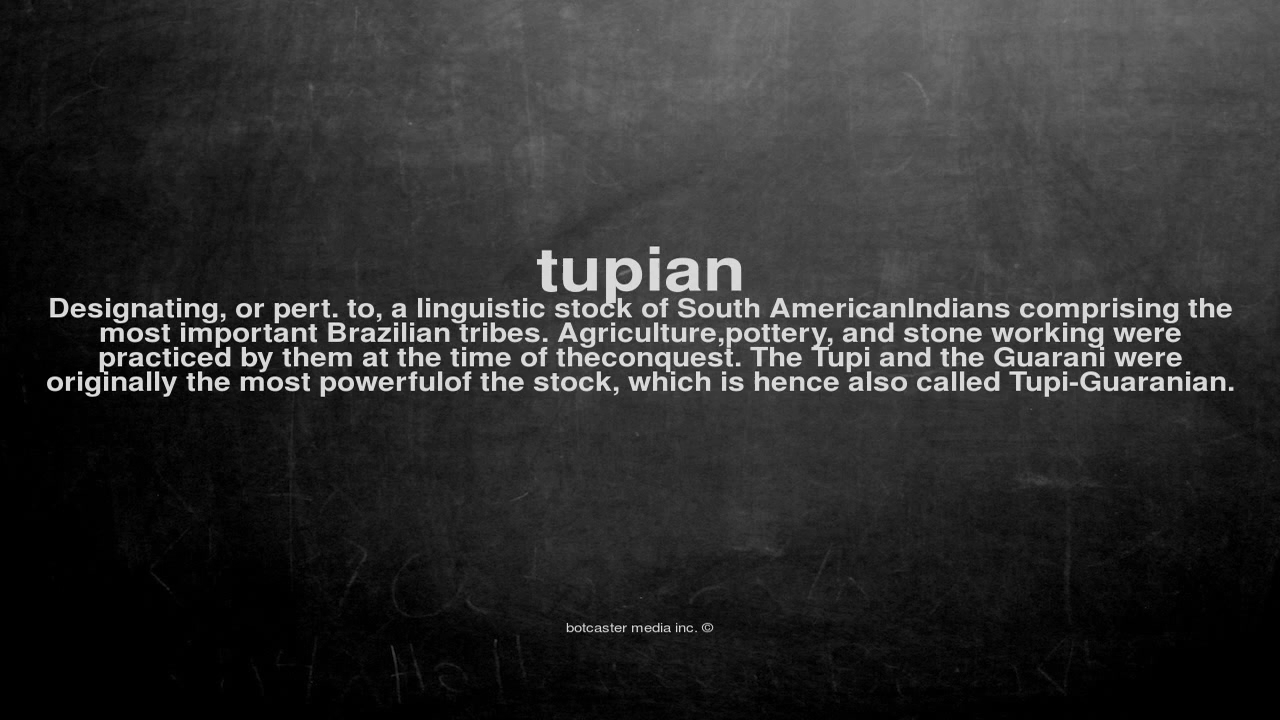 tupian
Designating, or pert. to, a linguistic stock of South AmericanIndians comprising the
most important Brazilian tribes. Agriculture,pottery, and stone working were
practiced by them at the time of theconquest. The Tupi and the Guarani were
originally the most powerfulof the stock, which is hence also called Tupi-Guaranian.
botcaster media inc. ©